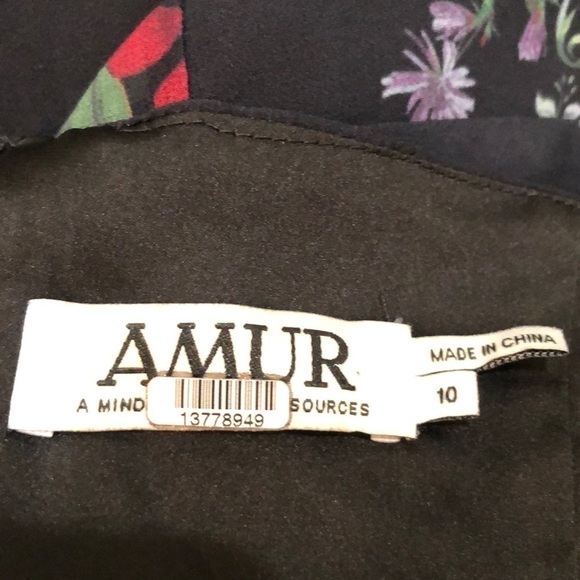 AMUR
A MIND SOURCES
13778949
MADE IN CHINA
10